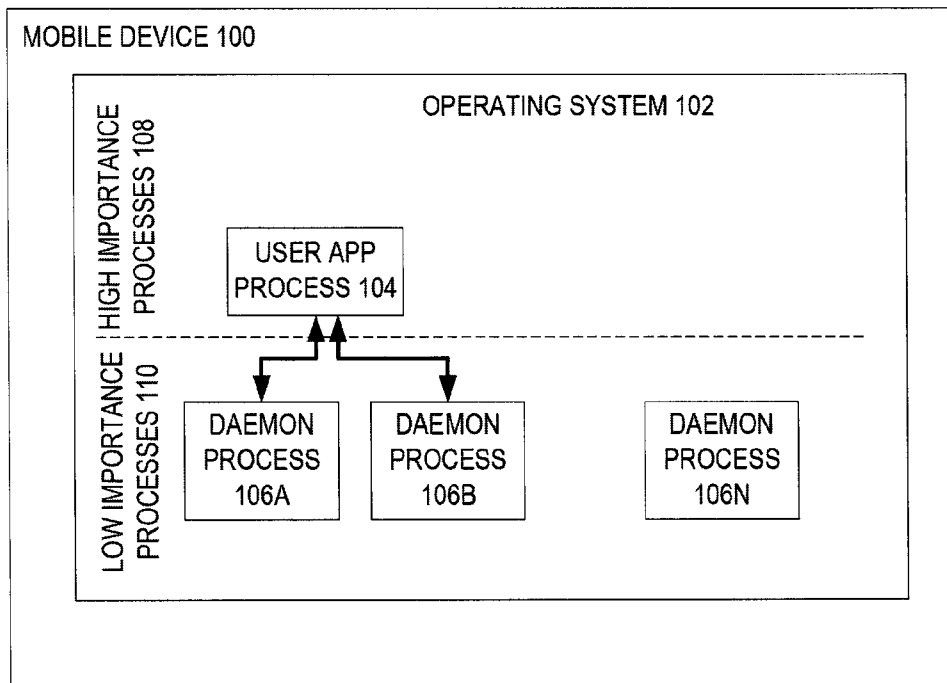 MOBILE DEVICE 100
OPERATING SYSTEM 102
HIGH IMPORTANCE
PROCESSES 108
USER APP
PROCESS 104
LOW IMPORTANCE
PROCESSES 110
DAEMON
PROCESS
106A
DAEMON
PROCESS
106B
DAEMON
PROCESS
106N